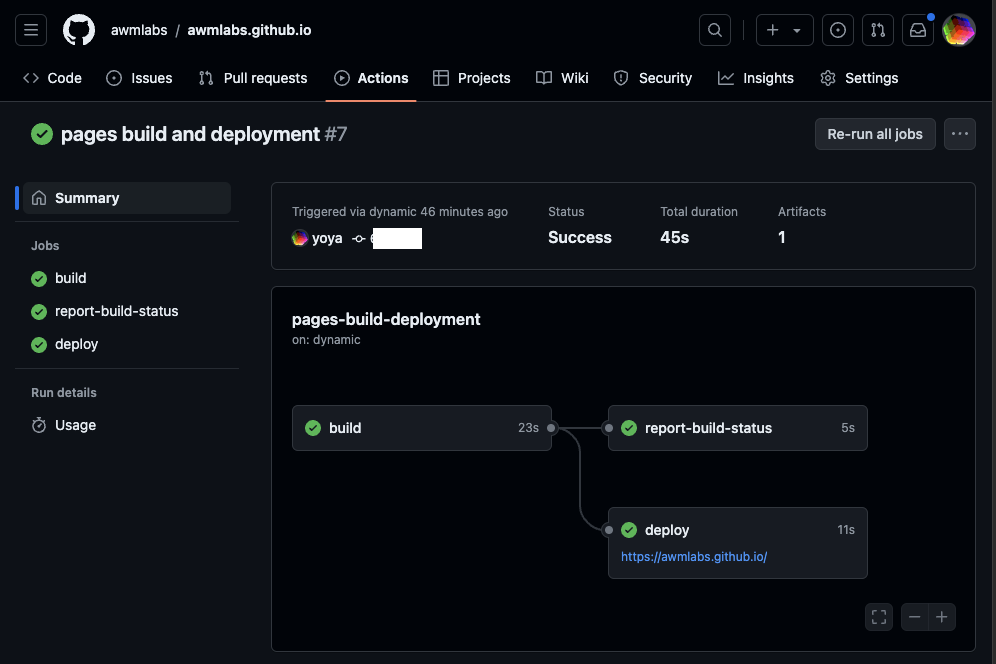 awmlabs / awmlabs.github.io
Code Issues Pull requests Actions Projects Wiki Security Insights Settings
pages build and deployment #7
Re-run all jobs
Summary
Jobs
build
report-build-status
deploy
Run details
Usage
Triggered via dynamic 46 minutes ago
yoya
Status
Success
Total duration
45s
Artifacts
1
pages-build-deployment
on: dynamic
build 23s
report-build-status 5s
deploy 11s
https://awmlabs.github.io/